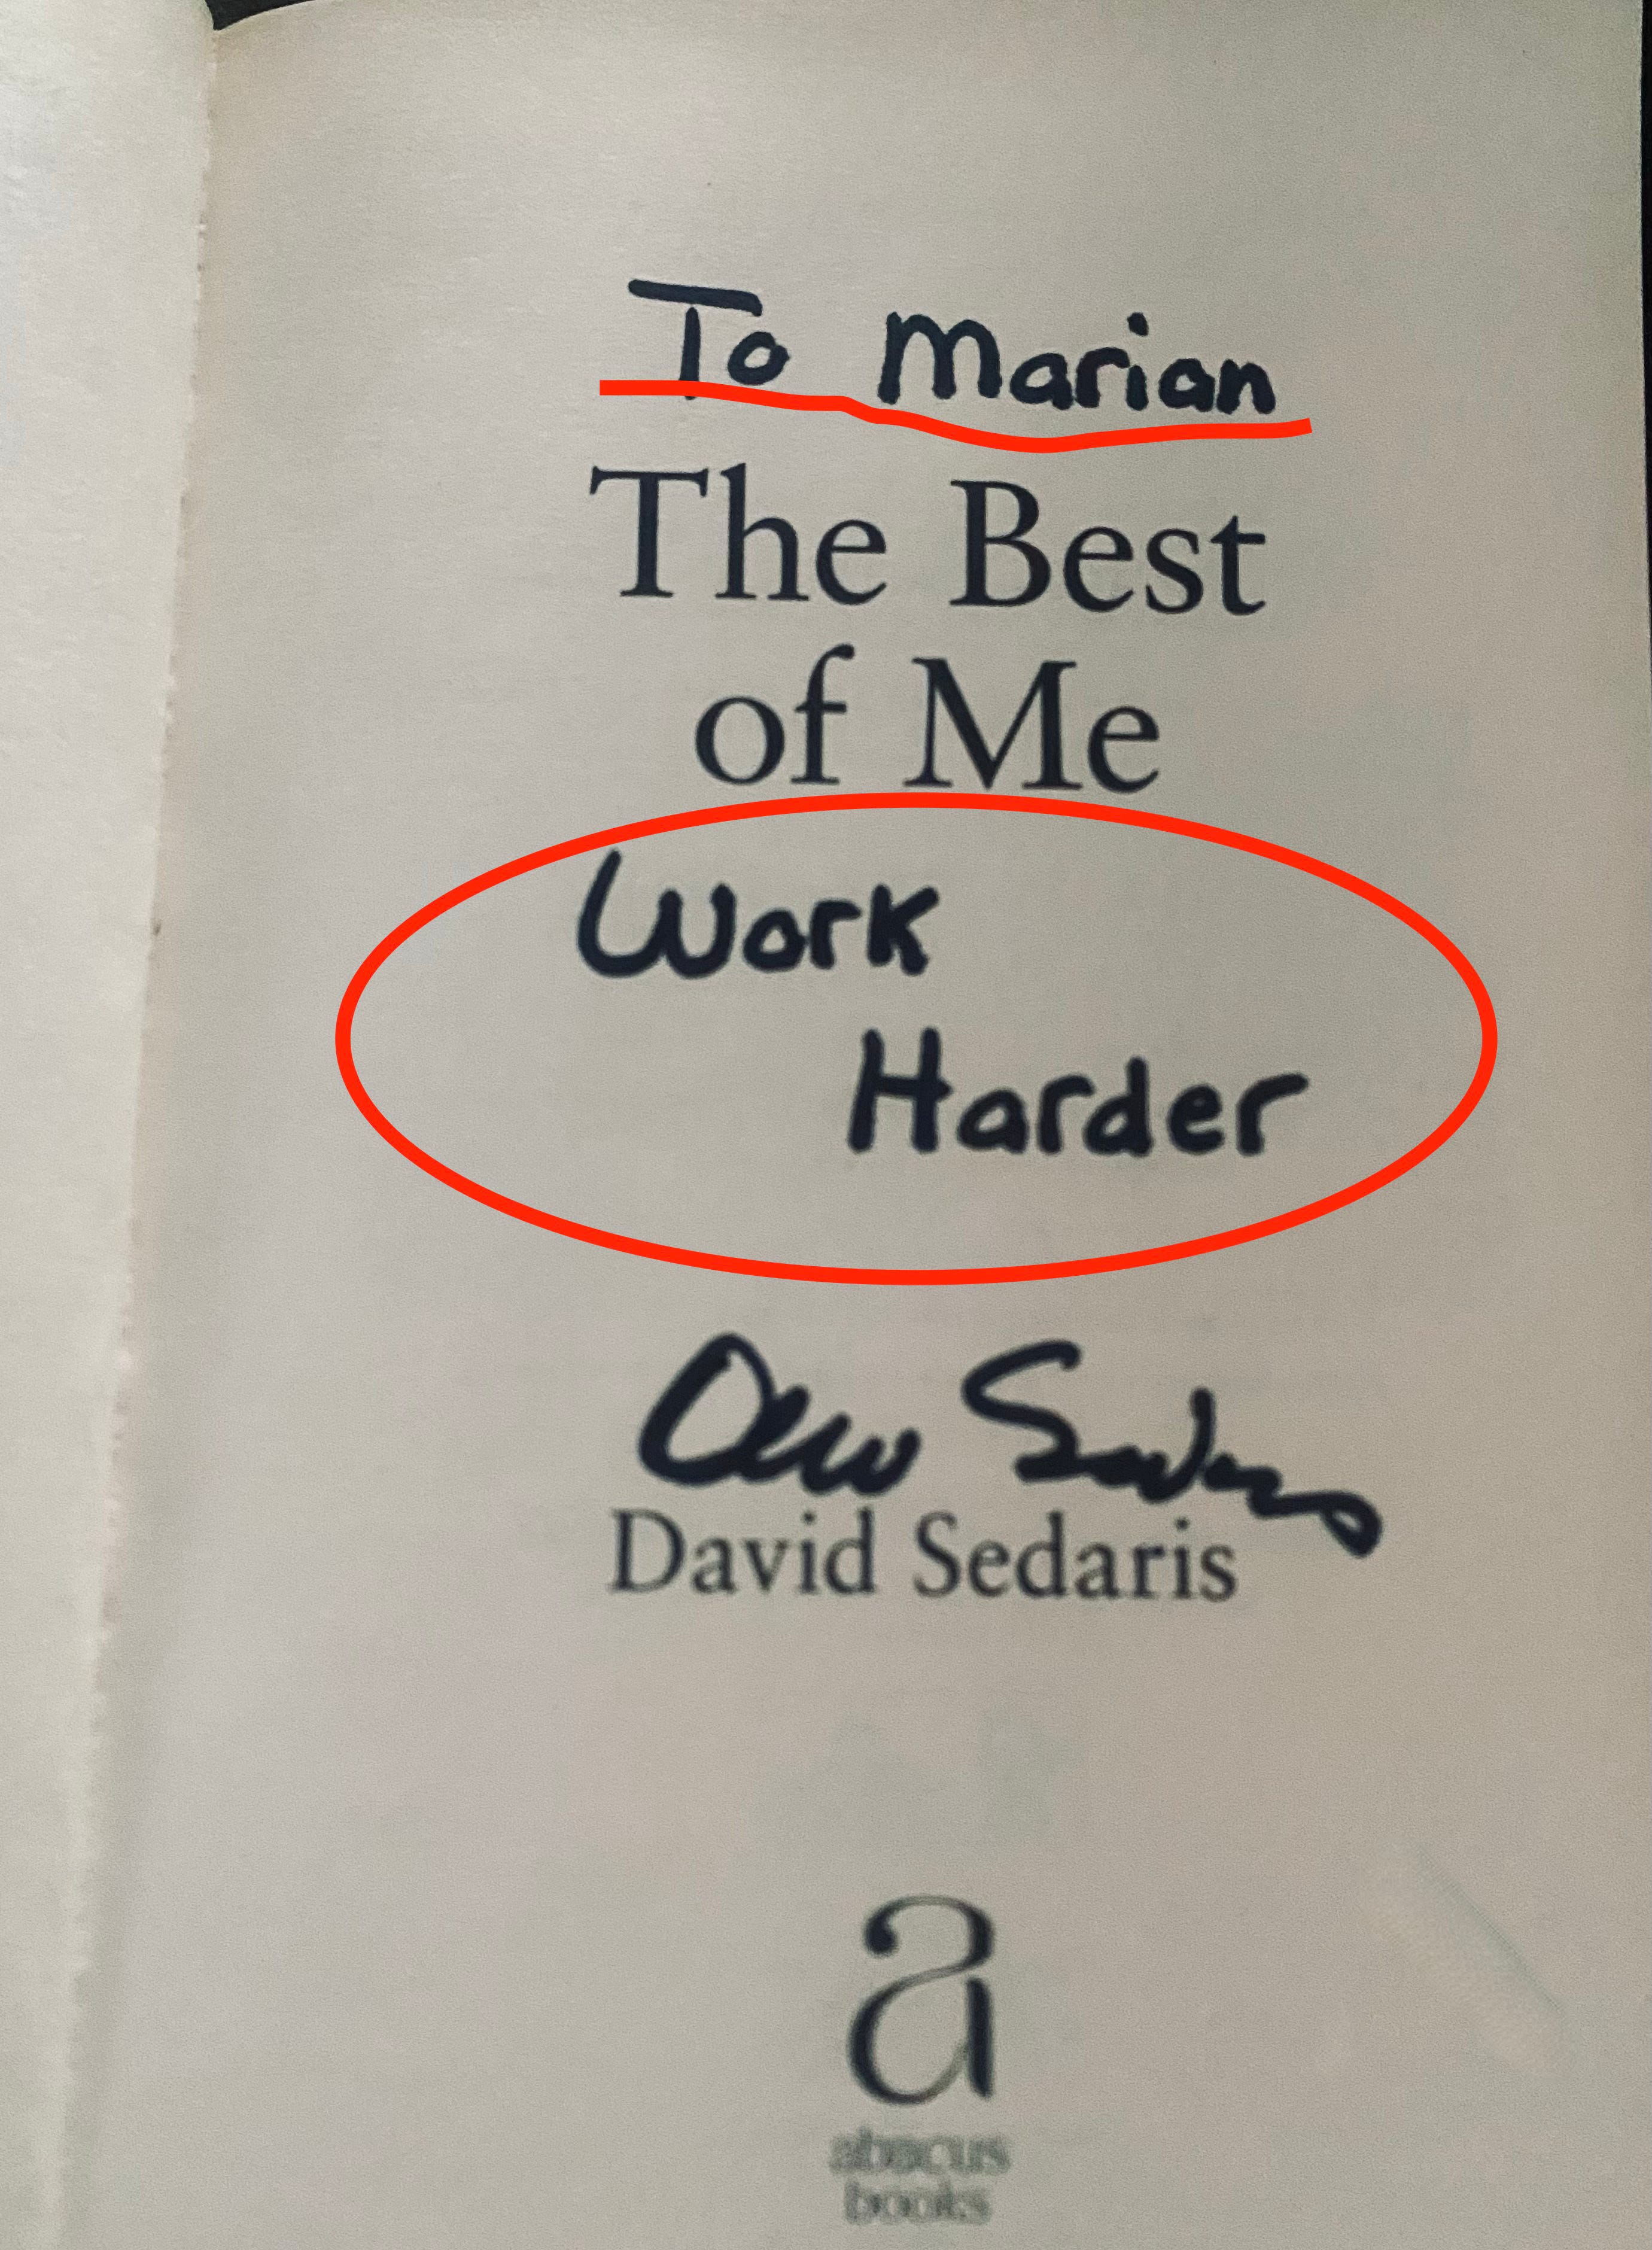 To Marian
The Best
of Me
Work
Harder
David Sedaris
a
abacus
books